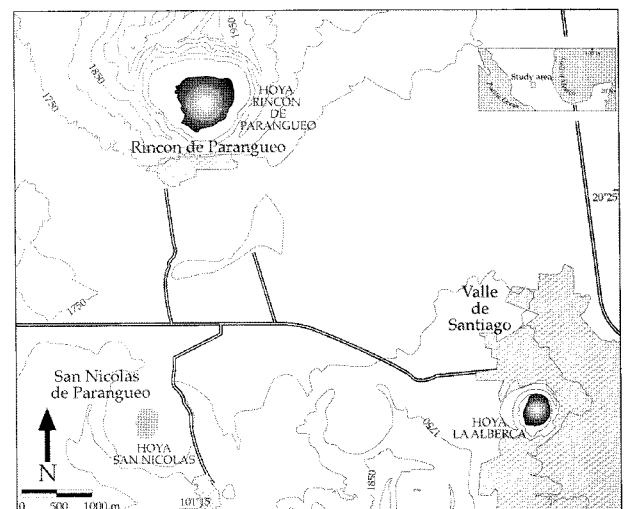 1950
1850
1750
HOYA
RINCON
DE
PARANGUEO
Rincon de Parangueo
Study area
20°25'
1750
Valle
de
Santiago
San Nicolas
de Parangueo
HOYA
SAN NICOLAS
N
0 500 1000 m
101°15'
1850
1750
HOYA
LA ALBERCA